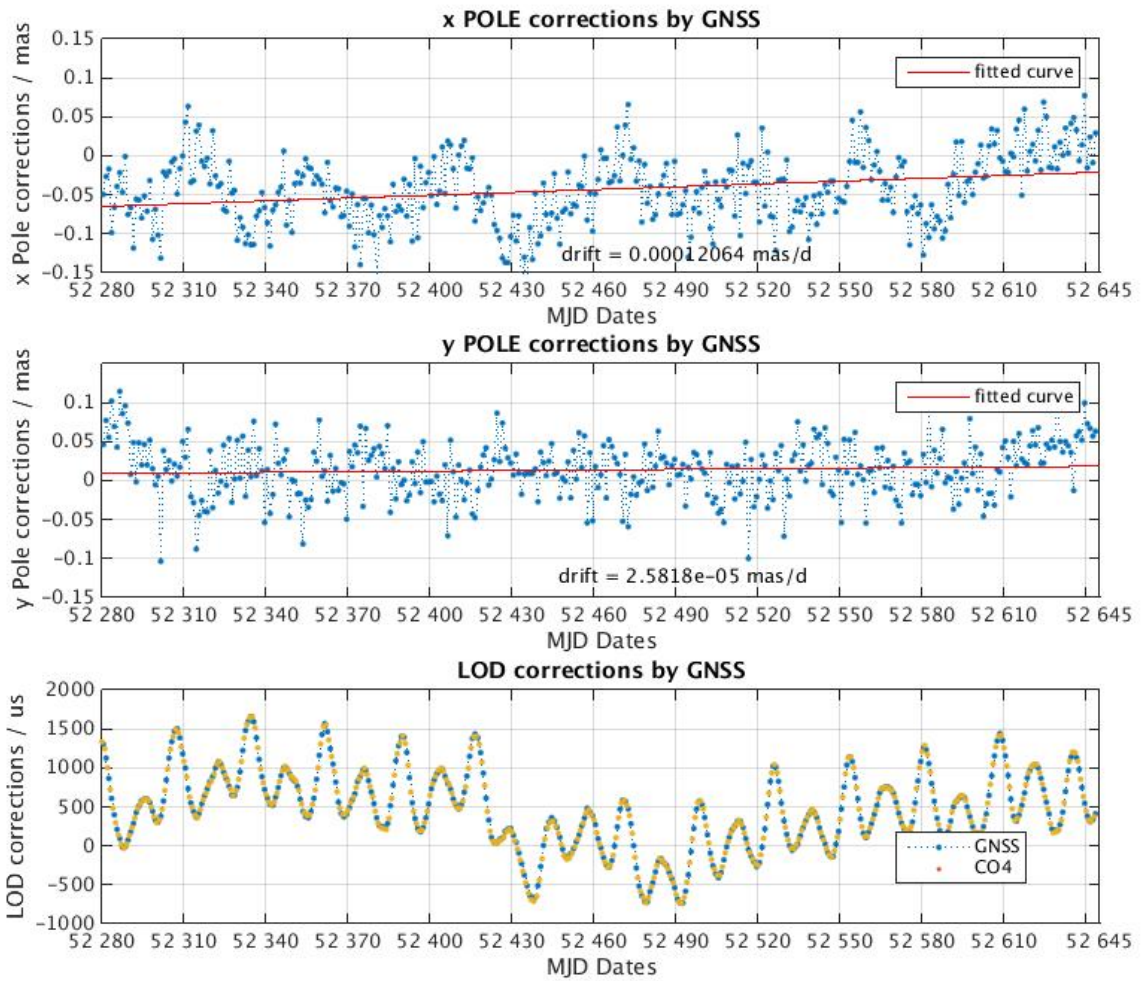 x POLE corrections by GNSS
x Pole corrections / mas
0.15
0.1
0.05
0
−0.05
−0.1
−0.15
fitted curve
drift = 0.00012064 mas/d
52 280 52 310 52 340 52 370 52 400 52 430 52 460 52 490 52 520 52 550 52 580 52 610 52 645
MJD Dates
y POLE corrections by GNSS
y Pole corrections / mas
0.1
0.05
0
−0.05
−0.1
−0.15
fitted curve
drift = 2.5818e−05 mas/d
52 280 52 310 52 340 52 370 52 400 52 430 52 460 52 490 52 520 52 550 52 580 52 610 52 645
MJD Dates
LOD corrections by GNSS
LOD corrections / us
2000
1500
1000
500
0
−500
−1000
GNSS
CO4
52 280 52 310 52 340 52 370 52 400 52 430 52 460 52 490 52 520 52 550 52 580 52 610 52 645
MJD Dates